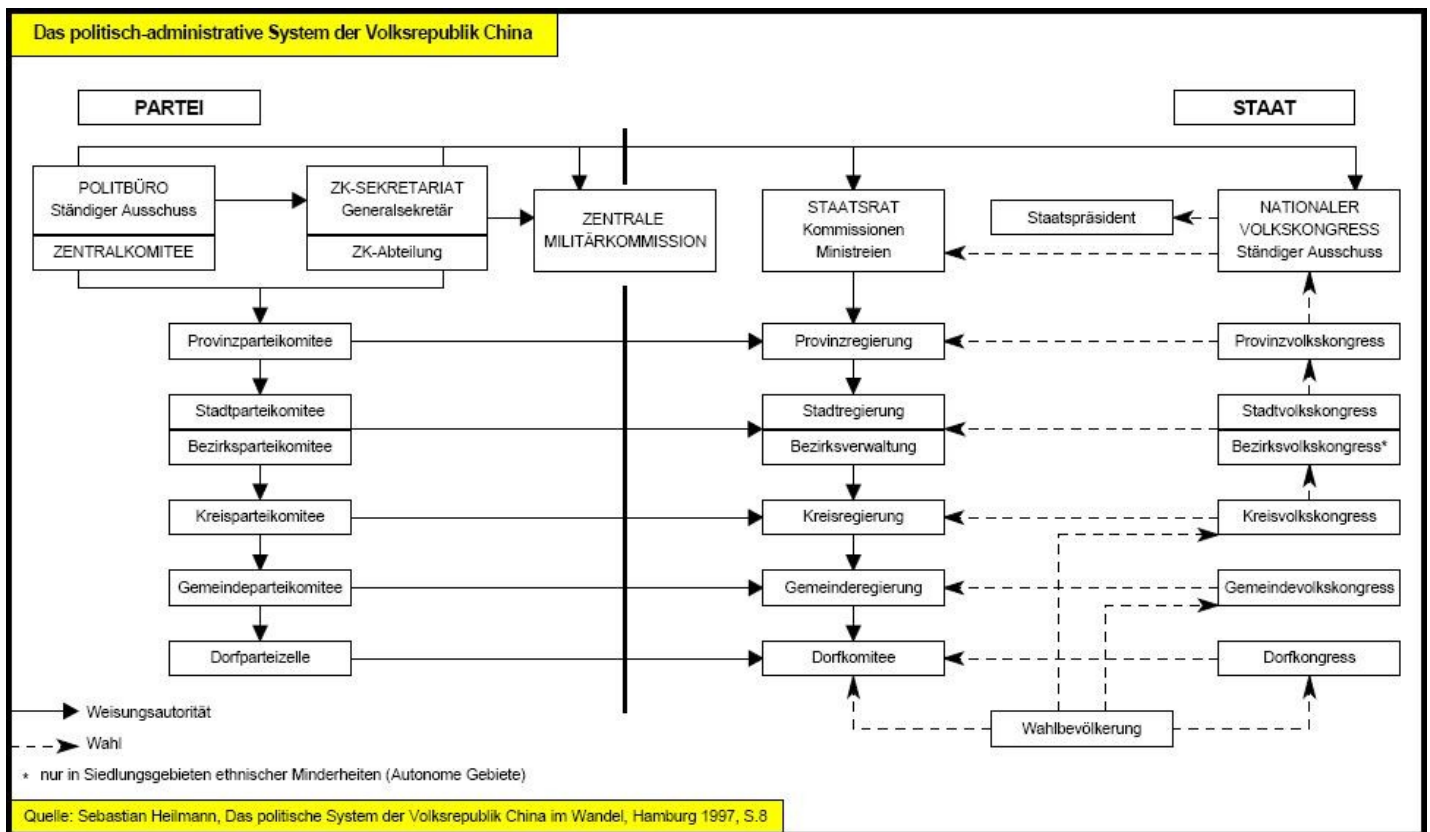 Das politisch-administrative System der Volksrepublik China
PARTEI
STAAT
POLITBÜRO
Ständiger Ausschuss
ZENTRALKOMITEE
ZK-SEKRETARIAT
Generalsekretär
ZK-Abteilung
ZENTRALE
MILITÄRKOMMISSION
STAATSRAT
Kommissionen
Ministreien
Staatspräsident
NATIONALER
VOLKSKONGRESS
Ständiger Ausschuss
Provinzparteikomitee
Provinzregierung
Provinzvolkskongress
Stadtparteikomitee
Stadtregierung
Stadtvolkskongress
Bezirksparteikomitee
Bezirksverwaltung
Bezirksvolkskongress*
Kreisparteikomitee
Kreisregierung
Kreisvolkskongress
Gemeindeparteikomitee
Gemeinderegierung
Gemeindevolkskongress
Dorfparteizelle
Dorfkomitee
Dorfkongress
Wahlbevölkerung
Weisungsautorität
Wahl
* nur in Siedlungsgebieten ethnischer Minderheiten (Autonome Gebiete)
Quelle: Sebastian Heilmann, Das politische System der Volksrepublik China im Wandel, Hamburg 1997, S.8